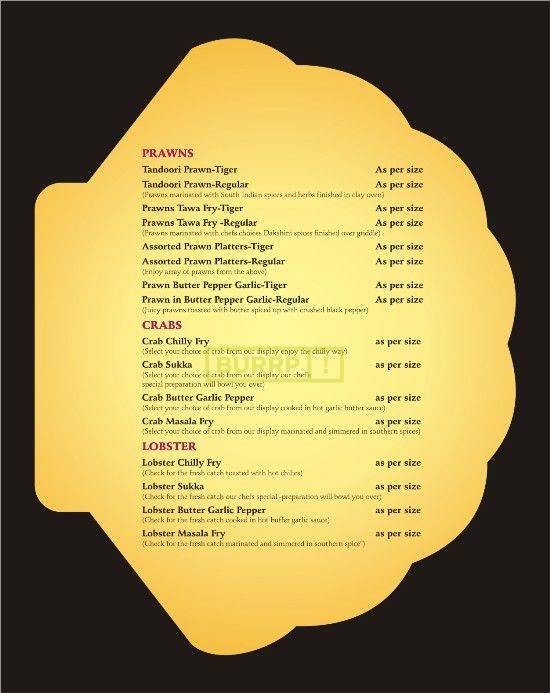 PRAWNS
Tandoori Prawn-Tiger As per size
Tandoori Prawn-Regular As per size
(Prawns marinated with South Indian spices and herbs finished in clay oven)
Prawns Tawa Fry-Tiger As per size
Prawns Tawa Fry -Regular As per size
(Prawns marinated with chefs choices Dakshin spices finished over griddle)
Assorted Prawn Platters-Tiger As per size
Assorted Prawn Platters-Regular As per size
(Enjoy array of prawns from the above)
Prawn Butter Pepper Garlic-Tiger As per size
Prawn in Butter Pepper Garlic-Regular As per size
(Juicy prawns toasted with butter spiced up with crushed black pepper)
CRABS
Crab Chilly Fry as per size
(Select your choice of crab from our display enjoy the chilly way)
Crab Sukka as per size
(Select your choice of crab from our display our chefs
special preparation will bowl you over)
BURRP!
Crab Butter Garlic Pepper as per size
(Select your choice of crab from our display cooked in hot garlic butter sauce)
Crab Masala Fry as per size
(Select your choice of crab from our display marinated and simmered in southern spices)
LOBSTER
Lobster Chilly Fry as per size
(Check for the fresh catch toasted with hot chilies)
Lobster Sukka as per size
(Check for the fresh catch our chefs special -preparation will bowl you over)
Lobster Butter Garlic Pepper as per size
(Check for the fresh catch cooked in hot buffer garlic sauce)
Lobster Masala Fry as per size
(Check for the fresh catch marinated and simmered in southern spice")